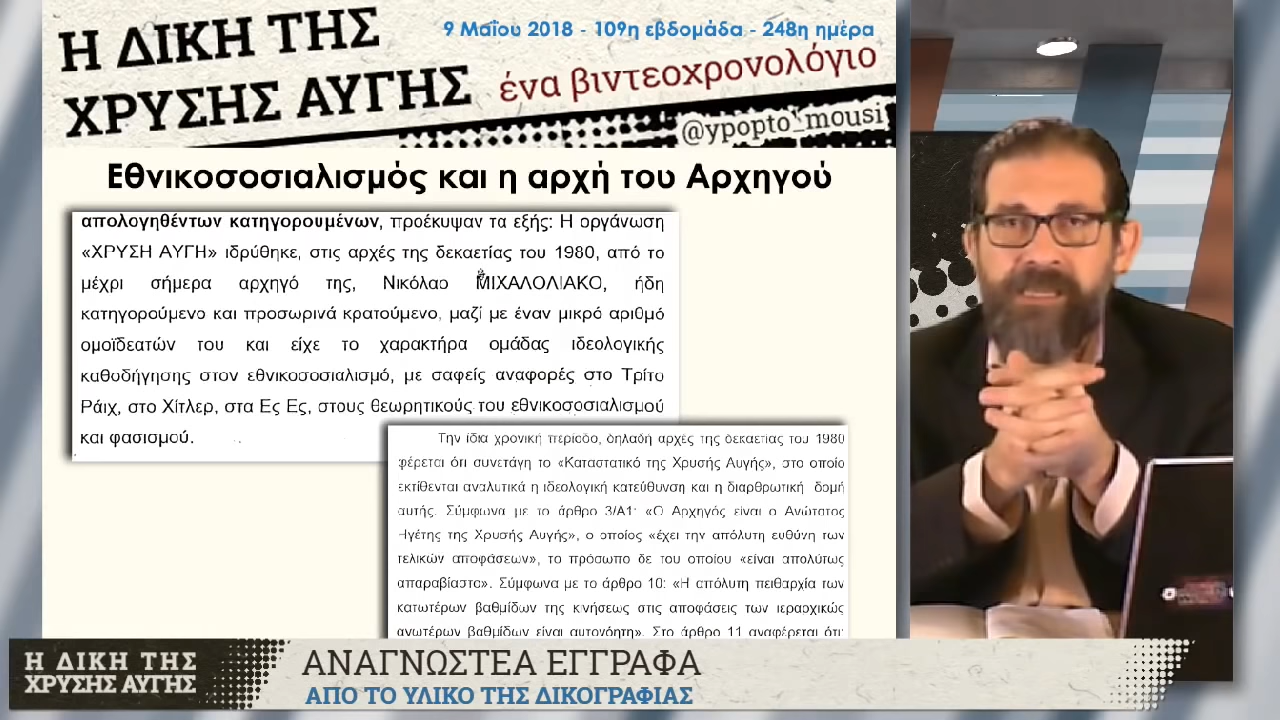 Η ΔΙΚΗ ΤΗΣ
ΧΡΥΣΗΣ ΑΥΓΗΣ
9 Μαΐου 2018 - 109η εβδομάδα - 248η ημέρα
ένα βιντεοχρονολόγιο
@ypopto_mousi
Εθνικοσοσιαλισμός και η αρχή του Αρχηγού
απολογηθέντων κατηγορουμένων, προέκυψαν τα εξής: Η οργάνωση
«ΧΡΥΣΗ ΑΥΓΗ» ιδρύθηκε, στις αρχές της δεκαετίας του 1980, από το
μέχρι σήμερα αρχηγό της, Νικόλαο ΜΙΧΑΛΟΛΙΑΚΟ, ήδη
κατηγορούμενο και προσωρινά κρατούμενο, μαζί με έναν μικρό αριθμό
ομοϊδεατών του και είχε το χαρακτήρα ομάδας ιδεολογικής
καθοδήγησης στον εθνικοσοσιαλισμό, με σαφείς αναφορές στο Τρίτο
Ράιχ, στο Χίτλερ, στα Ες Ες, στους θεωρητικούς του εθνικοσοσιαλισμού
και φασισμού.
Την ίδια χρονική περίοδο, δηλαδή αρχές της δεκαετίας του 1980
φέρεται ότι συνετάγη το «Καταστατικό της Χρυσής Αυγής», στο οποίο
εκτίθενται αναλυτικά η ιδεολογική κατεύθυνση και η διαρθρωτική δομή
αυτής. Σύμφωνα με το άρθρο 3/Α1: «Ο Αρχηγός είναι ο Ανώτατος
Ηγέτης της Χρυσής Αυγής», ο οποίος «έχει την απόλυτη ευθύνη των
τελικών αποφάσεων», το πρόσωπο δε του οποίου «είναι απολύτως
απαραβίαστο». Σύμφωνα με το άρθρο 10: «Η απόλυτη πειθαρχία των
κατωτέρων βαθμίδων της κινήσεως στις αποφάσεις των ιεραρχικώς
ανωτέρων βαθμίδων είναι αυτονόητη». Στο άρθρο 11 αναφέρεται ότι
Η ΔΙΚΗ ΤΗΣ
ΧΡΥΣΗΣ ΑΥΓΗΣ
ΑΝΑΓΝΩΣΤΕΑ ΕΓΓΡΑΦΑ
ΑΠΟ ΤΟ ΥΛΙΚΟ ΤΗΣ ΔΙΚΟΓΡΑΦΙΑΣ